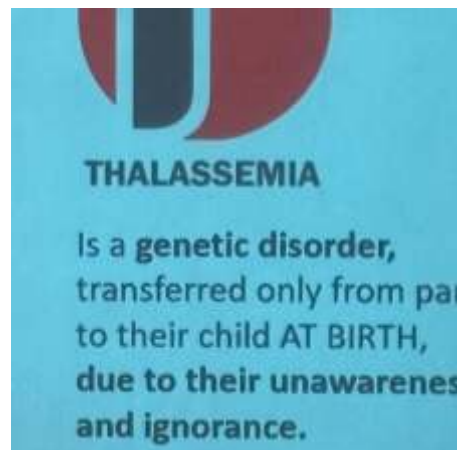 THALASSEMIA
Is a genetic disorder,
transferred only from
to their child AT BIRTH,
due to their
and ignorance.